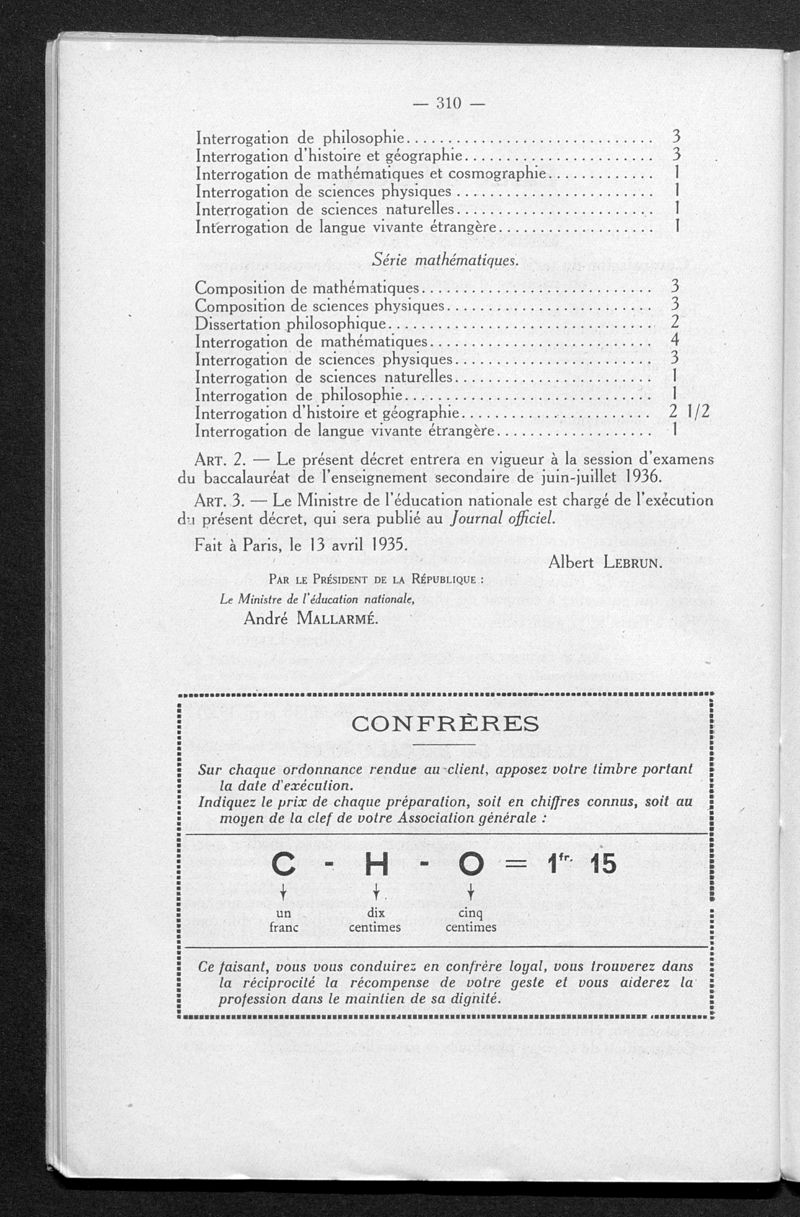 — 310 —
Interrogation de philosophie.............................. 3
Interrogation d'histoire et géographie....................... 3
Interrogation de mathématiques et cosmographie............. 1
Interrogation de sciences physiques ........................ 1
Interrogation de sciences naturelles........................ 1
Interrogation de langue vivante étrangère................... 1
Série mathématiques.
Composition de mathématiques............................ 3
Composition de sciences physiques......................... 3
Dissertation philosophique................................ 2
Interrogation de mathématiques........................... 4
Interrogation de sciences physiques........................ 3
Interrogation de sciences naturelles........................ 1
Interrogation de philosophie.............................. 1
Interrogation d'histoire et géographie....................... 2 1/2
Interrogation de langue vivante étrangère................... 1
ART. 2. — Le présent décret entrera en vigueur à la session d'examens
du baccalauréat de l'enseignement secondaire de juin-juillet 1936.
ART. 3. — Le Ministre de l'éducation nationale est chargé de l'exécution
du présent décret, qui sera publié au Journal officiel.
Fait à Paris, le 13 avril 1935.
Albert LEBRUN.
PAR LE PRÉSIDENT DE LA RÉPUBLIQUE :
Le Ministre de l'éducation nationale,
André MALLARMÉ.
CONFRÈRES
Sur chaque ordonnance rendue au client, apposez votre timbre portant
la date d'exécution.
Indiquez le prix de chaque préparation, soit en chiffres connus, soit au
moyen de la clef de votre Association générale :
C - H - O = 1fr. 15
un dix cinq
franc centimes centimes
Ce faisant, vous vous conduirez en confrère loyal, vous trouverez dans
la réciprocité la récompense de votre geste et vous aiderez la
profession dans le maintien de sa dignité.